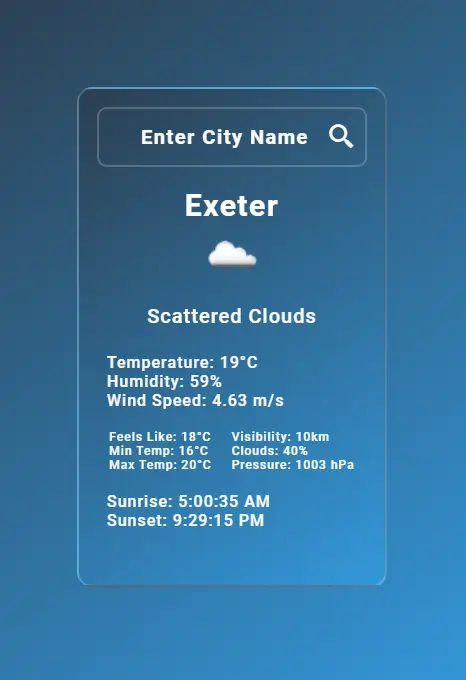 Enter City Name
Exeter
Scattered Clouds
Temperature: 19°C
Humidity: 59%
Wind Speed: 4.63 m/s
Feels Like: 18°C
Min Temp: 16°C
Max Temp: 20°C
Visibility: 10km
Clouds: 40%
Pressure: 1003 hPa
Sunrise: 5:00:35 AM
Sunset: 9:29:15 PM